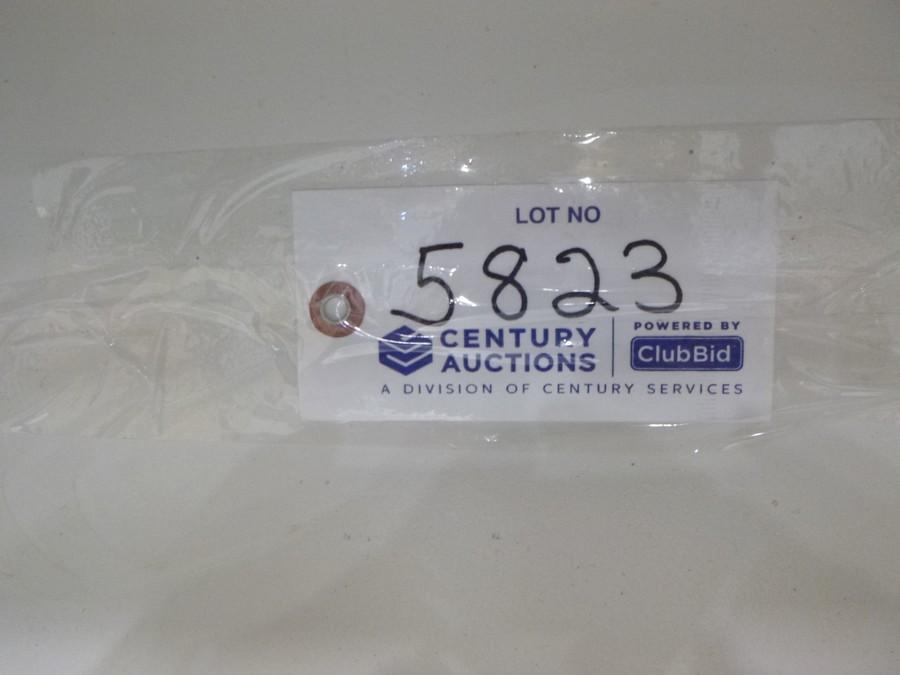 LOT NO
5823
CENTURY AUCTIONS
POWERED BY
ClubBid
A DIVISION OF CENTURY SERVICES